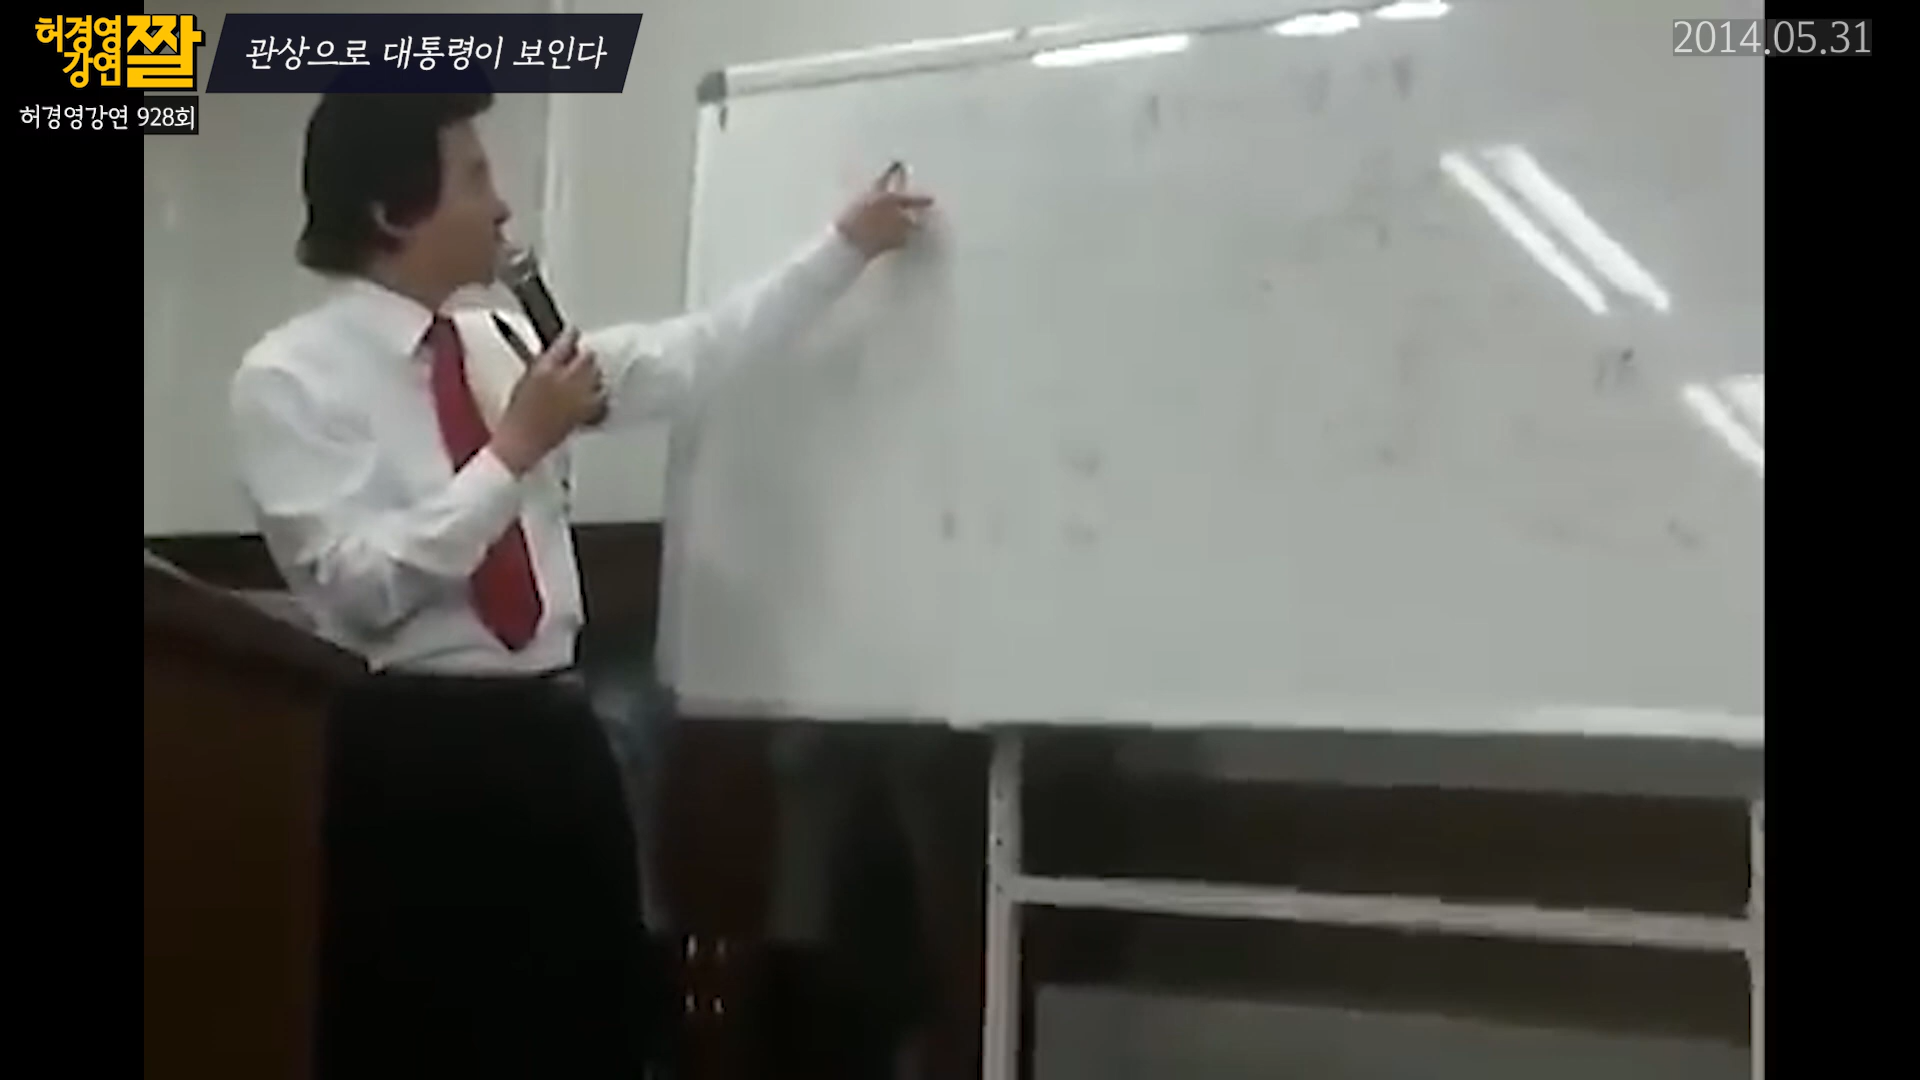 허경영
강연 짤
관상으로 대통령이 보인다
2014.05.31
허경영강연 928회